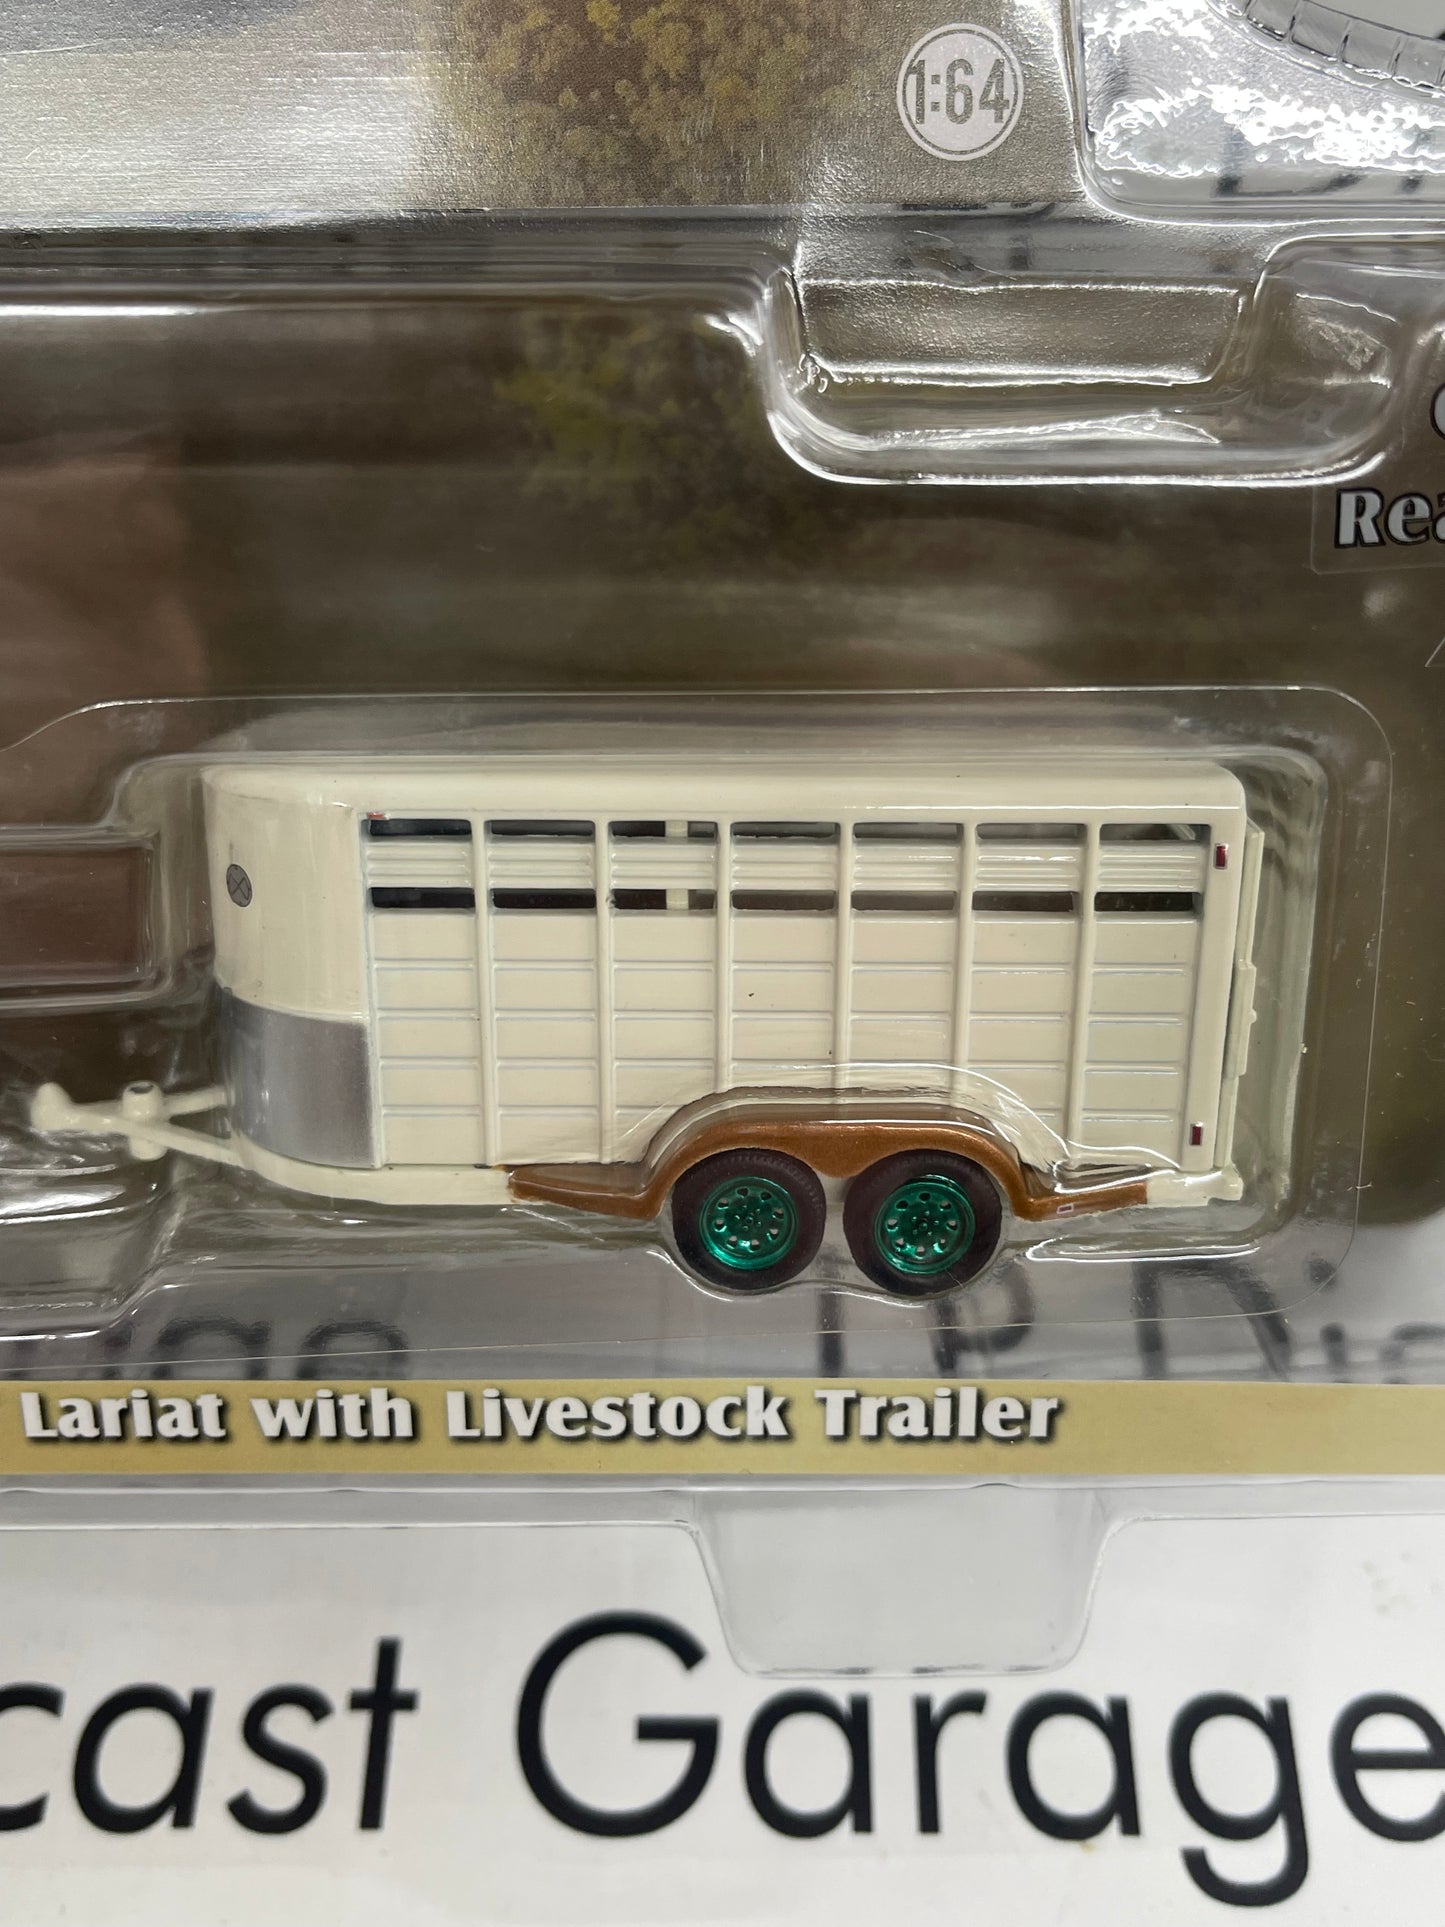 1:64
Lariat with Livestock Trailer
cast Garage